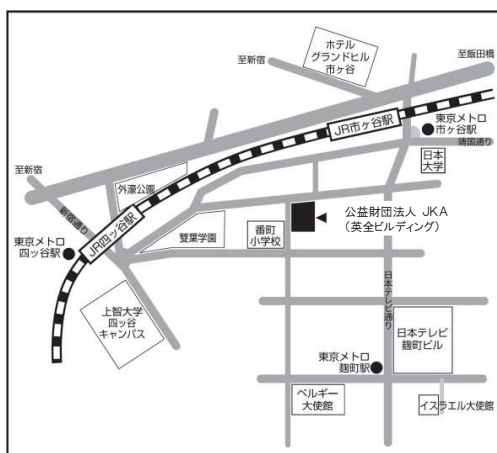 ホテル
グランドヒル
市ヶ谷
至新宿
至飯田橋
JR市ヶ谷駅
東京メトロ
市ヶ谷駅
靖国通り
日本
大学
至新宿
外濠公園
新宿通り
JR四ッ谷駅
東京メトロ
四ッ谷駅
雙葉学園
番町
小学校
公益財団法人 JKA
(英全ビルディング)
上智大学
四ッ谷
キャンパス
日本テレビ通り
日本テレビ
麹町ビル
東京メトロ
麹町駅
ベルギー
大使館
イスラエル大使館